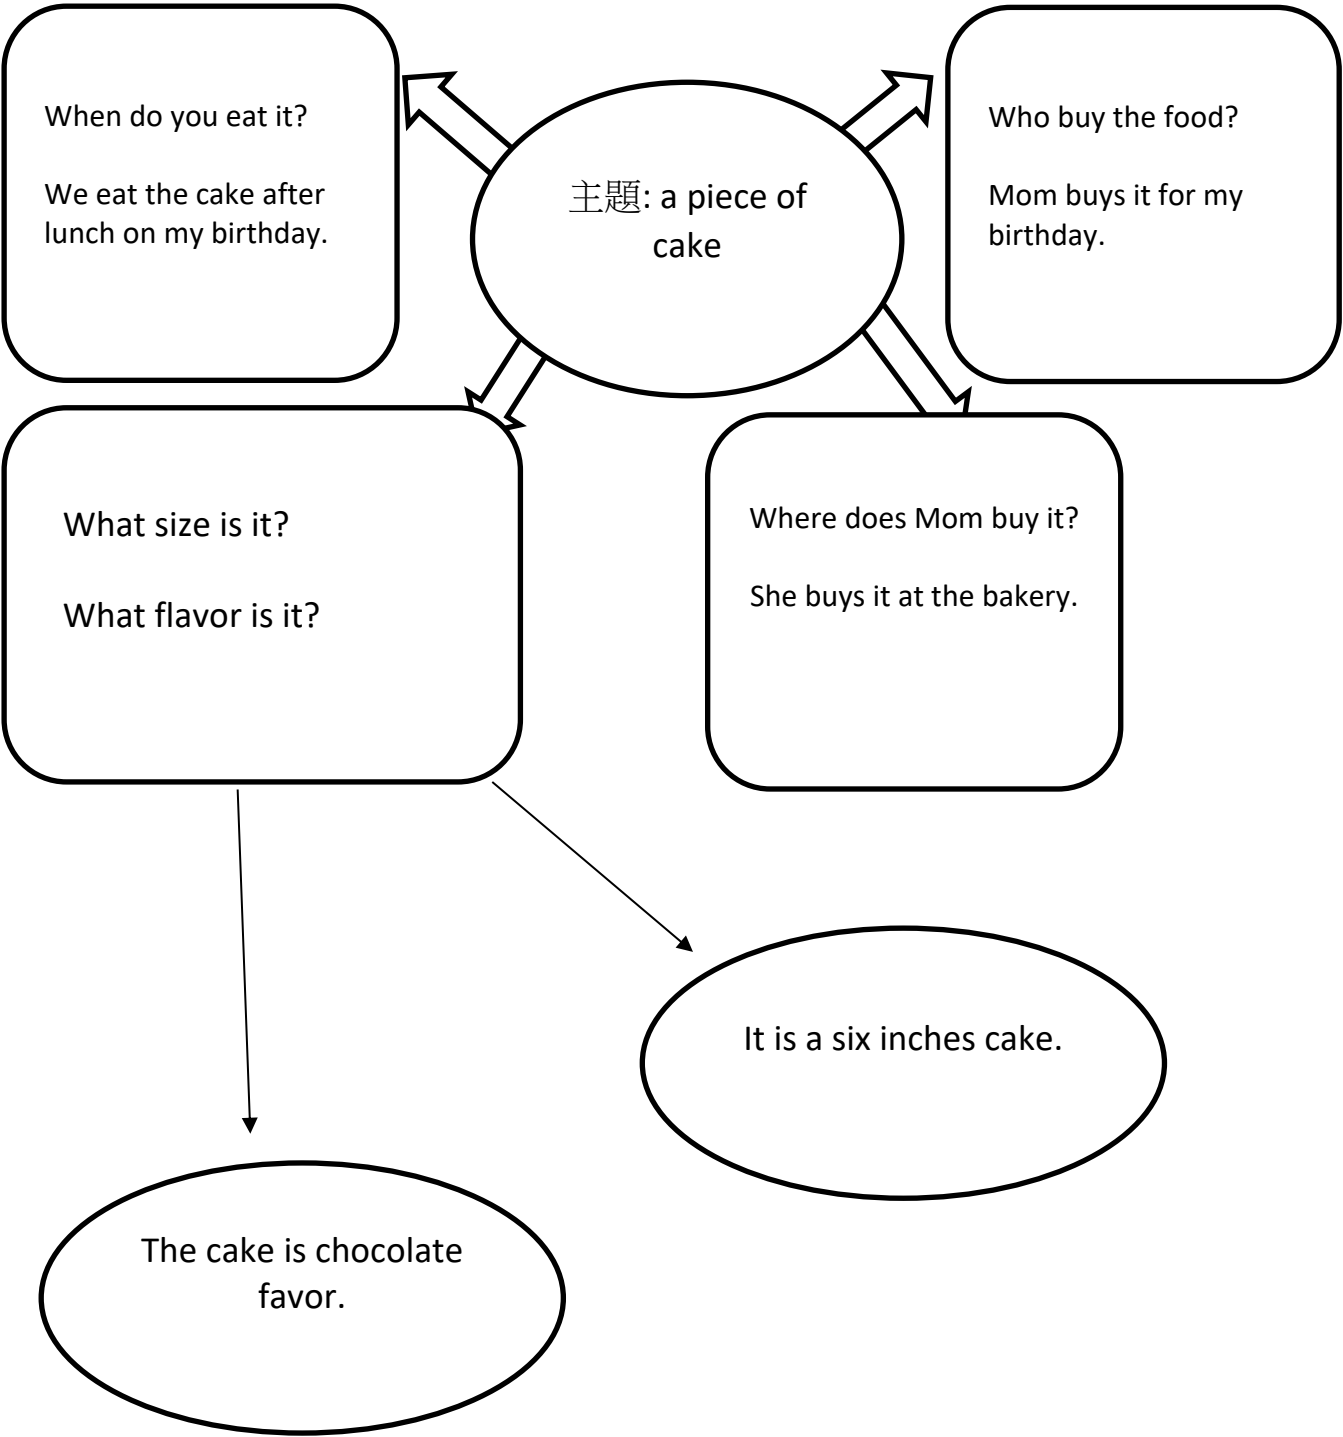 When do you eat it?
We eat the cake after
lunch on my birthday.
主題: a piece of
cake
Who buy the food?
Mom buys it for my
birthday.
What size is it?
What flavor is it?
Where does Mom buy it?
She buys it at the bakery.
It is a six inches cake.
The cake is chocolate
favor.